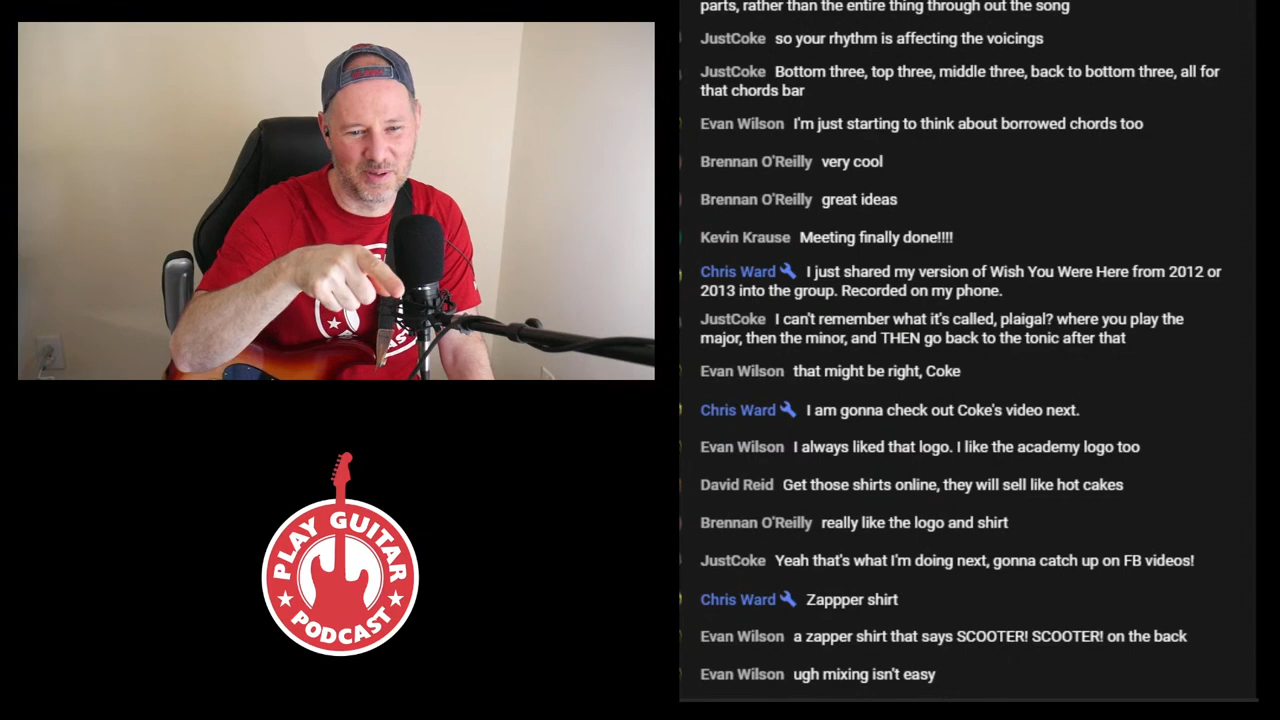 parts, rather than the entire thing through out the song
JustCoke so your rhythm is affecting the voicings
JustCoke Bottom three, top three, middle three, back to bottom three, all for
that chords bar
Evan Wilson I'm just starting to think about borrowed chords too
Brennan O'Reilly very cool
Brennan O'Reilly great ideas
Kevin Krause Meeting finally done!!!!
Chris Ward I just shared my version of Wish You Were Here from 2012 or
2013 into the group. Recorded on my phone.
JustCoke I can't remember what it's called, plaigal? where you play the
major, then the minor, and THEN go back to the tonic after that
Evan Wilson that might be right, Coke
Chris Ward I am gonna check out Coke's video next.
Evan Wilson I always liked that logo. I like the academy logo too
David Reid Get those shirts online, they will sell like hot cakes
Brennan O'Reilly really like the logo and shirt
JustCoke Yeah that's what I'm doing next, gonna catch up on FB videos!
Chris Ward Zappper shirt
Evan Wilson a zapper shirt that says SCOOTER! SCOOTER! on the back
Evan Wilson ugh mixing isn't easy
PLAY GUITAR
PODCAST